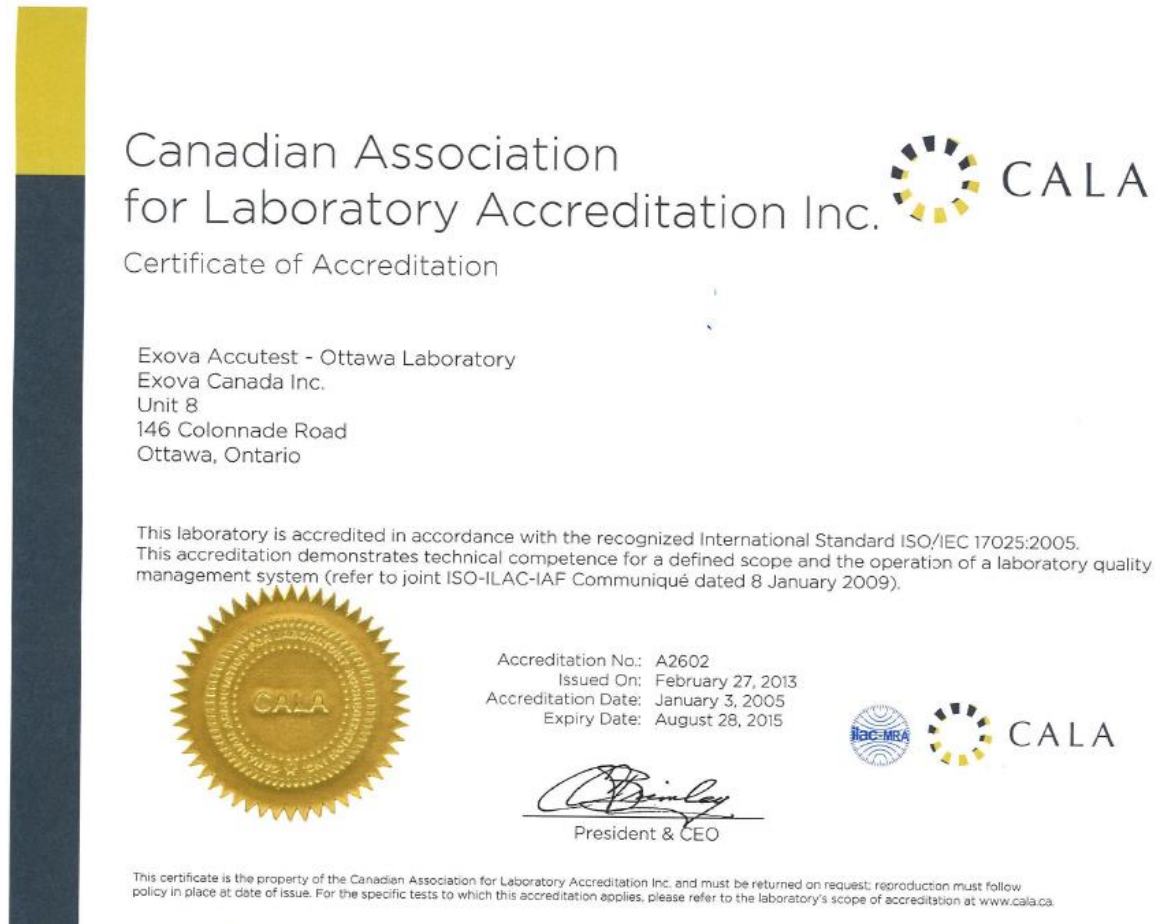 Canadian Association
for Laboratory Accreditation Inc.
CALA
Certificate of Accreditation
Exova Accutest - Ottawa Laboratory
Exova Canada Inc.
Unit 8
146 Colonnade Road
Ottawa, Ontario
This laboratory is accredited in accordance with the recognized International Standard ISO/IEC 17025:2005.
This accreditation demonstrates technical competence for a defined scope and the operation of a laboratory quality
management system (refer to joint ISO-ILAC-IAF Communiqué dated 8 January 2009).
CALA
Accreditation No.: A2602
Issued On: February 27, 2013
Accreditation Date: January 3, 2005
Expiry Date: August 28, 2015
ilac-MRA
CALA
President & CEO
This certificate is the property of the Canadian Association for Laboratory Accreditation Inc. and must be returned on request; reproduction must follow
policy in place at date of issue. For the specific tests to which this accreditation applies, please refer to the laboratory's scope of accreditation at www.cala.ca.